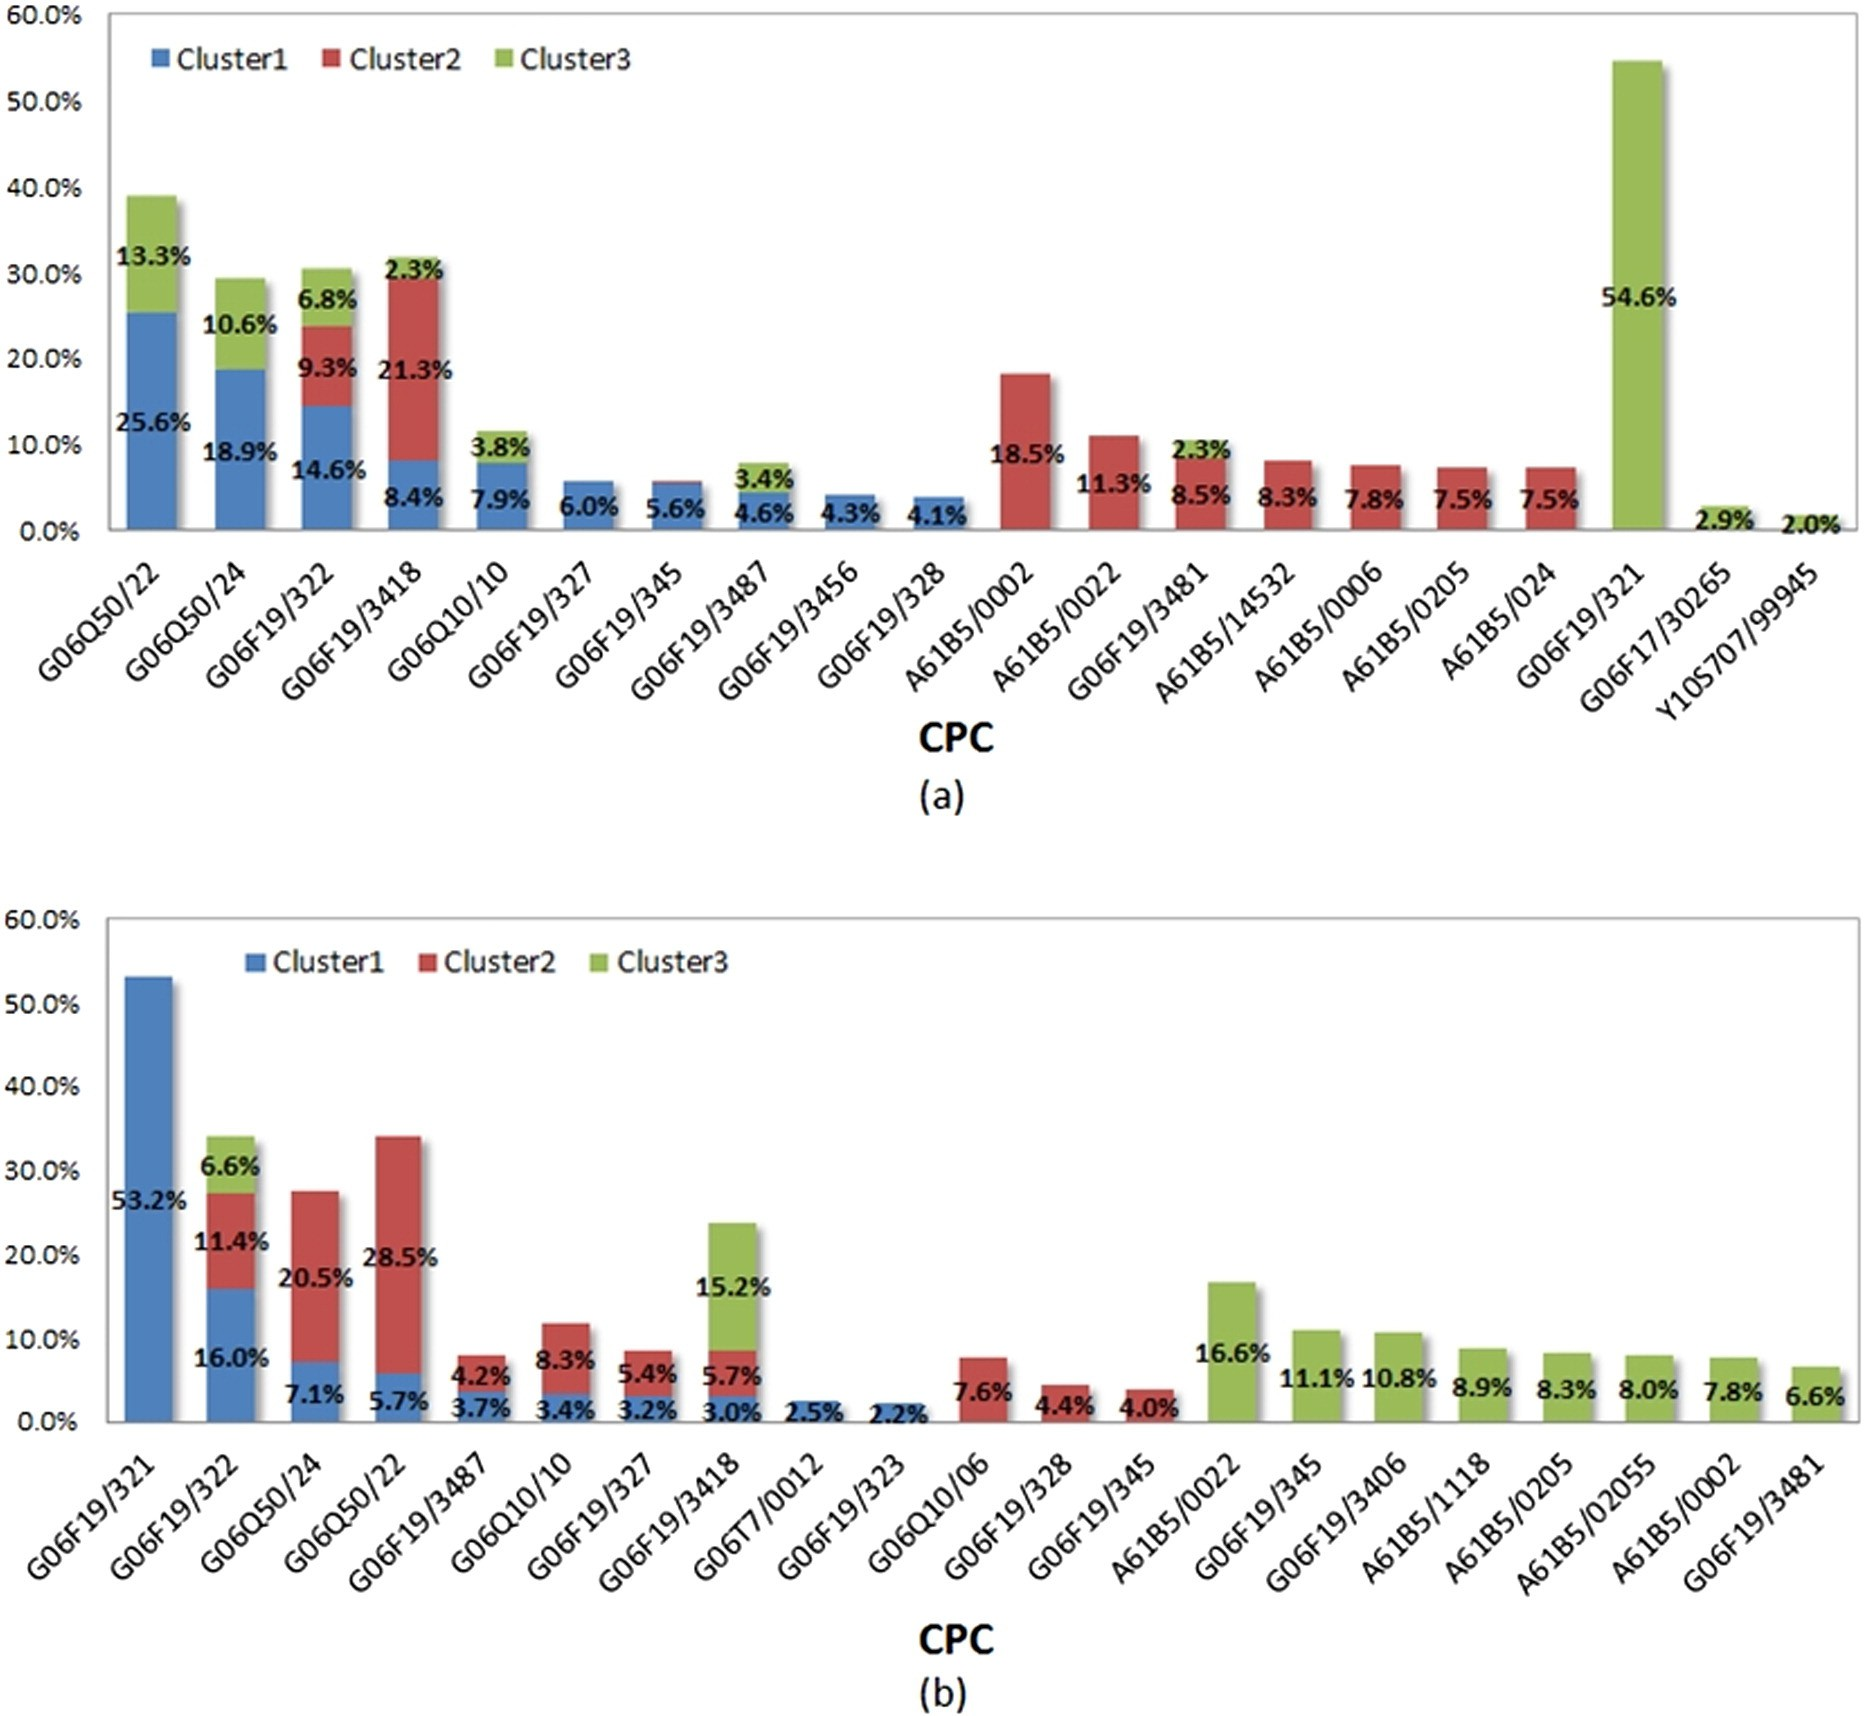 60.0%
50.0%
40.0%
30.0%
20.0%
10.0%
0.0%
Cluster1 Cluster2 Cluster3
25.6% 13.3%
18.9% 10.6%
14.6% 9.3% 6.8%
8.4% 21.3% 2.3%
7.9% 3.8%
6.0%
5.6%
4.6% 3.4%
4.3%
4.1%
18.5%
11.3%
8.5% 2.3%
8.3%
7.8%
7.5%
7.5%
54.6%
2.9%
2.0%
G06Q50/22
G06Q50/24
G06F19/322
G06F19/3418
G06Q10/10
G06F19/327
G06F19/345
G06F19/3487
G06F19/3456
G06F19/328
A61B5/0002
A61B5/0022
G06F19/3481
A61B5/14532
A61B5/0006
A61B5/0205
A61B5/024
G06F19/321
G06F17/30265
Y10S707/99945
CPC
(a)
60.0%
50.0%
40.0%
30.0%
20.0%
10.0%
0.0%
Cluster1 Cluster2 Cluster3
53.2%
16.0% 11.4% 6.6%
7.1% 20.5%
5.7% 28.5%
3.7% 4.2%
3.4% 8.3%
3.2% 5.4%
3.0% 5.7% 15.2%
2.5%
2.2%
7.6%
4.4%
4.0%
16.6%
11.1%
10.8%
8.9%
8.3%
8.0%
7.8%
6.6%
G06F19/321
G06F19/322
G06Q50/24
G06Q50/22
G06F19/3487
G06Q10/10
G06F19/327
G06F19/3418
G06T7/0012
G06F19/323
G06Q10/06
G06F19/328
G06F19/345
A61B5/0022
G06F19/345
G06F19/3406
A61B5/1118
A61B5/0205
A61B5/02055
A61B5/0002
G06F19/3481
CPC
(b)